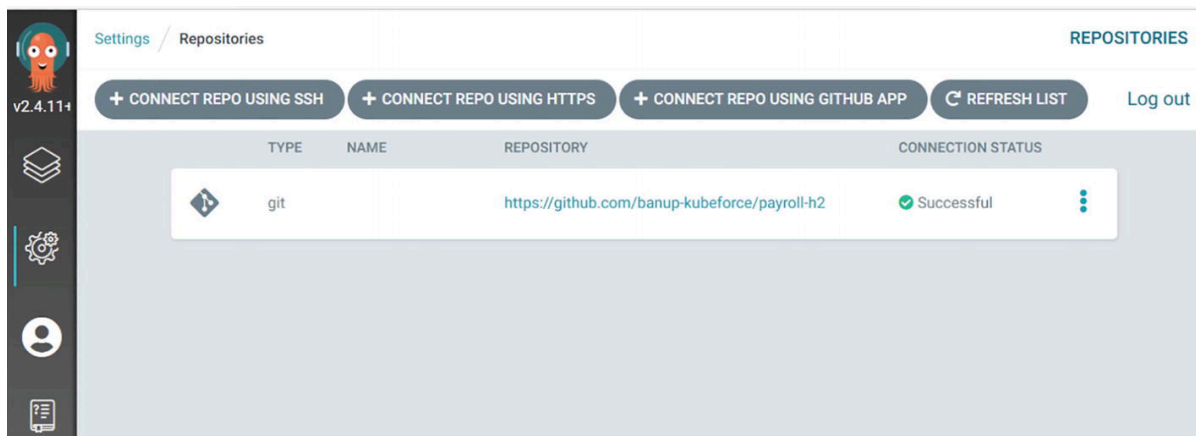 Settings / Repositories REPOSITORIES
v2.4.11+
+ CONNECT REPO USING SSH + CONNECT REPO USING HTTPS + CONNECT REPO USING GITHUB APP REFRESH LIST Log out
TYPE NAME REPOSITORY CONNECTION STATUS
git https://github.com/banup-kubeforce/payroll-h2 Successful